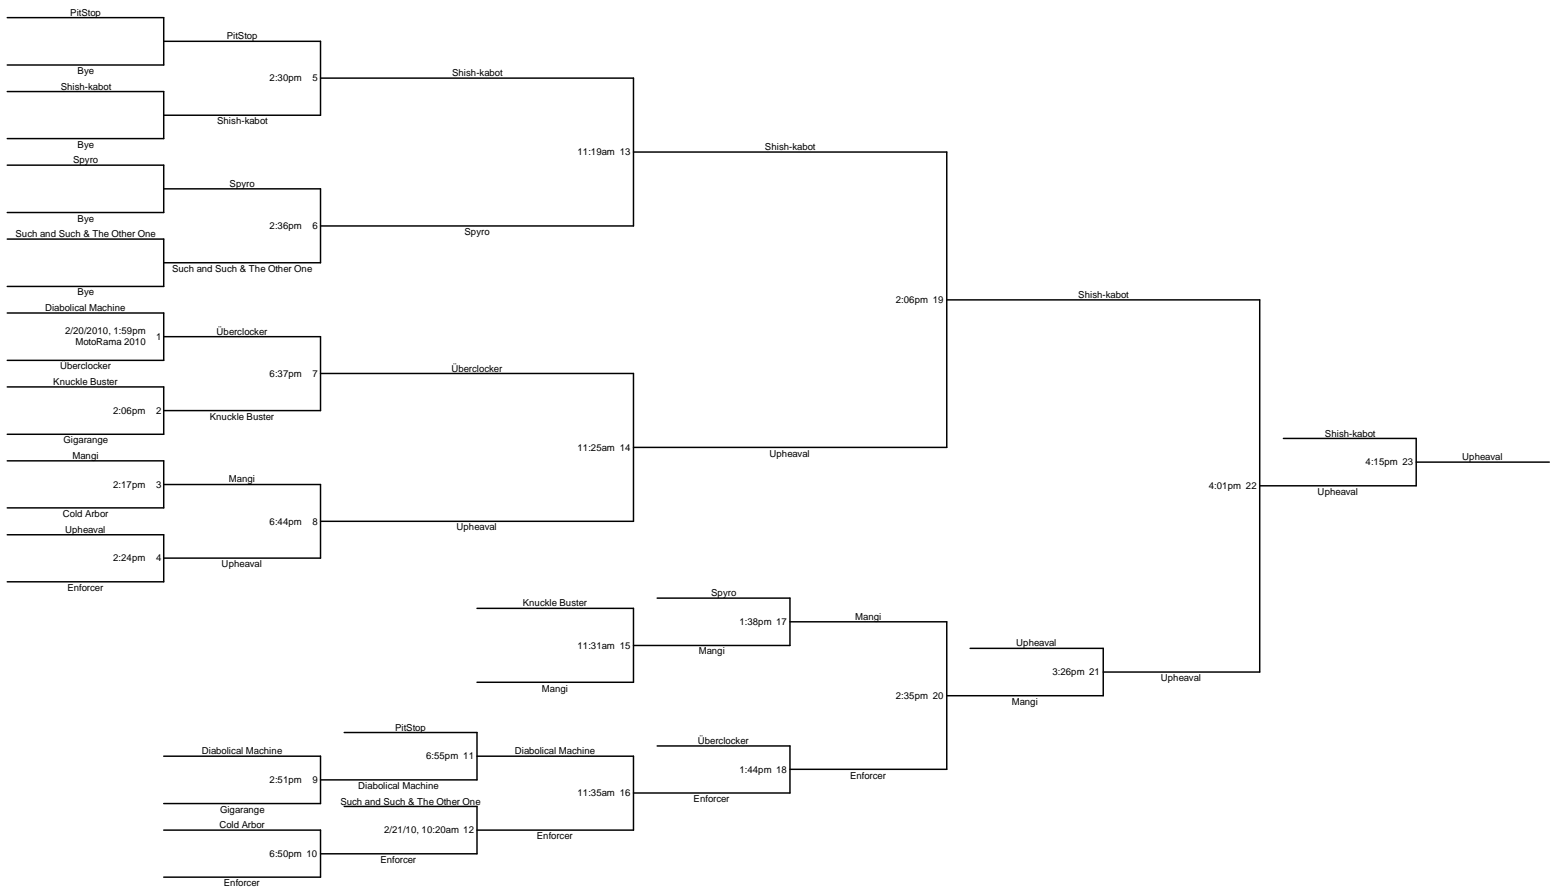 PitStop
PitStop
Bye
2:30pm 5
Shish-kabot
Shish-kabot
Shish-kabot
Bye
11:19am 13
Shish-kabot
Spyro
Spyro
Bye
2:36pm 6
Spyro
Such and Such & The Other One
Such and Such & The Other One
Bye
2:06pm 19
Shish-kabot
Diabolical Machine
2/20/2010, 1:59pm 1
MotoRama 2010
Überclocker
Überclocker
6:37pm 7
Überclocker
Knuckle Buster
2:06pm 2
Knuckle Buster
Gigarange
11:25am 14
Upheaval
Mangi
2:17pm 3
Mangi
Cold Arbor
6:44pm 8
Upheaval
Upheaval
2:24pm 4
Upheaval
Enforcer
Shish-kabot
4:15pm 23
Upheaval
4:01pm 22
Upheaval
Knuckle Buster
Spyro
1:38pm 17
Mangi
11:31am 15
Mangi
Mangi
Upheaval
3:26pm 21
Upheaval
2:35pm 20
Mangi
PitStop
Diabolical Machine
6:55pm 11
Diabolical Machine
2:51pm 9
Diabolical Machine
Gigarange
Überclocker
1:44pm 18
Enforcer
11:35am 16
Enforcer
Such and Such & The Other One
Cold Arbor
2/21/10, 10:20am 12
Enforcer
6:50pm 10
Enforcer
Enforcer